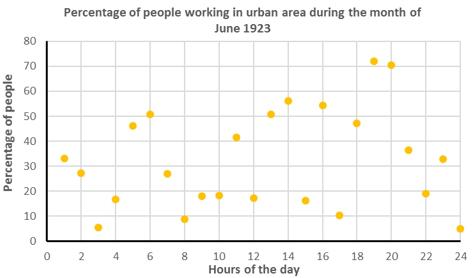 Percentage of people working in urban area during the month of
June 1923
Percentage of people
80
70
60
50
40
30
20
10
0
0 2 4 6 8 10 12 14 16 18 20 22 24
Hours of the day